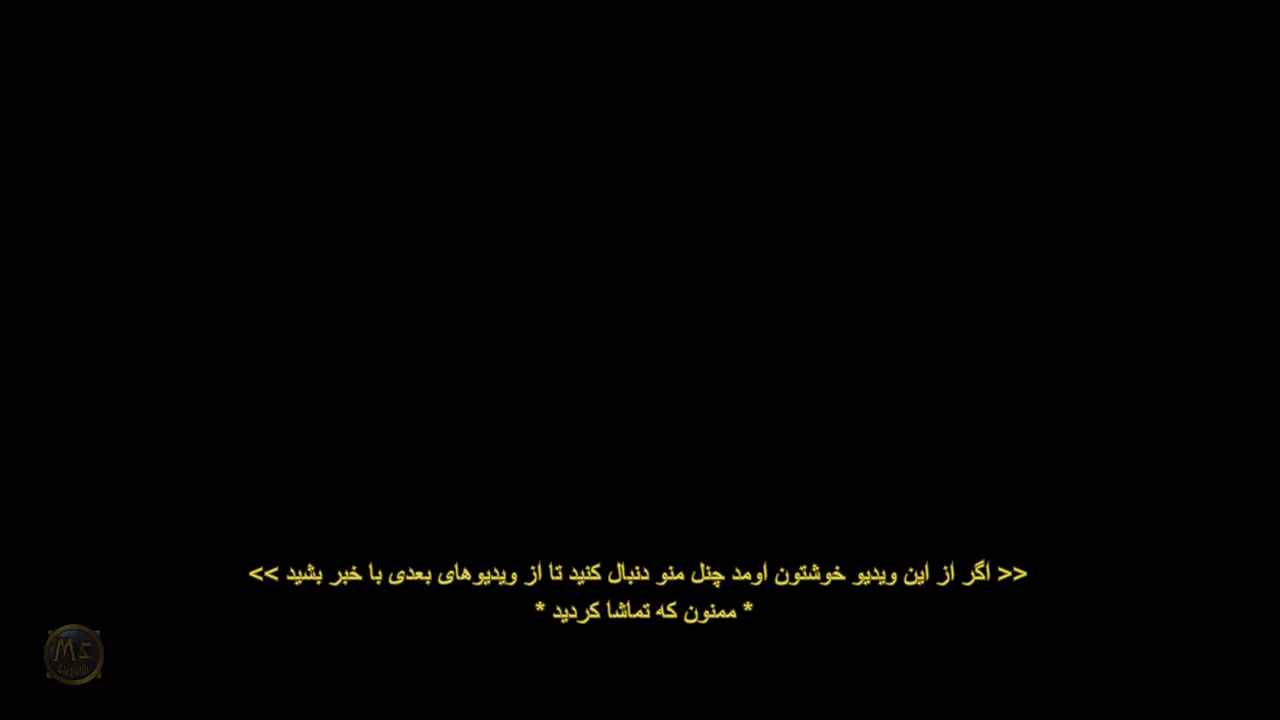 << اگر از این ویدیو خوشتون اومد چنل منو دنبال کنید تا از ویدیوهای بعدی با خبر بشید >>
* ممنون که تماشا کردید *